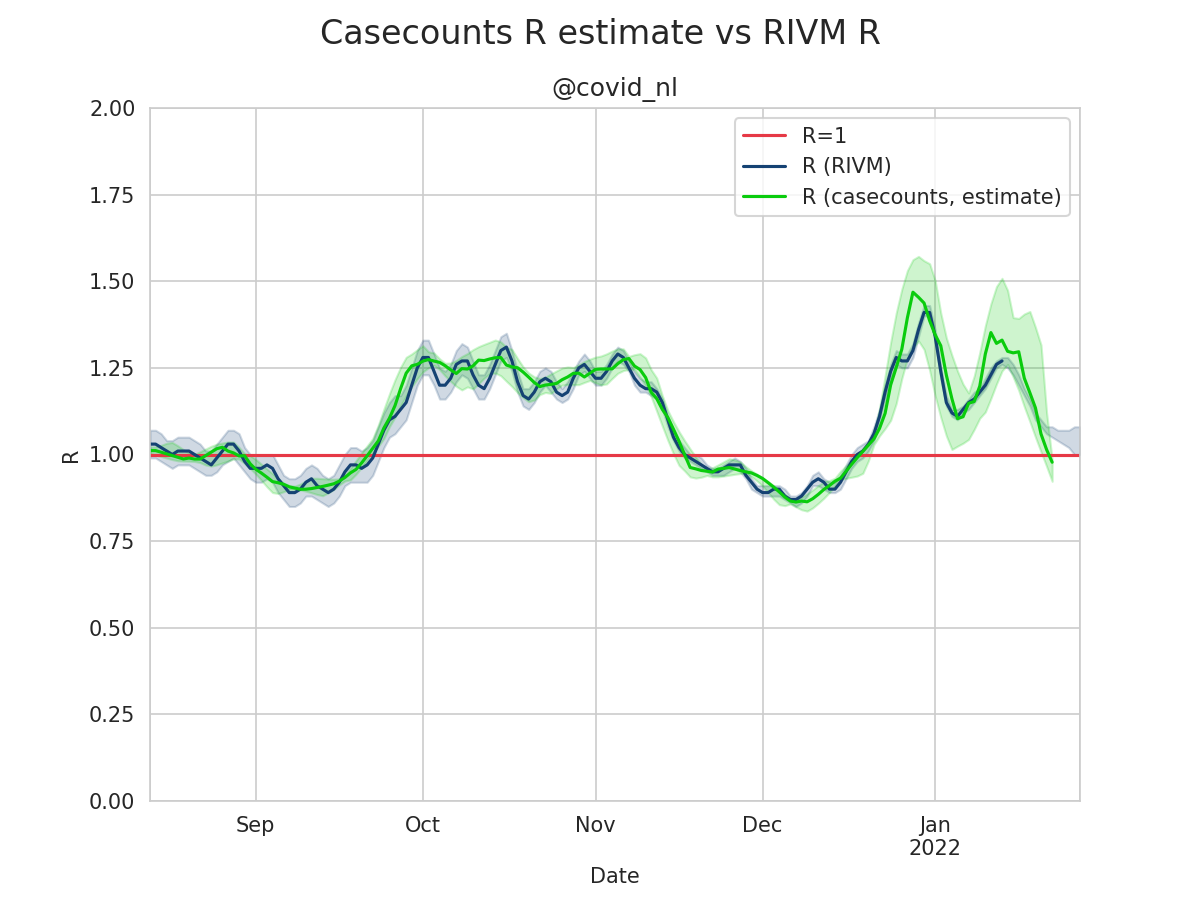 Casecounts R estimate vs RIVM R
@covid_nl
2.00
1.75
1.50
1.25
1.00
0.75
0.50
0.25
0.00
R
R=1
R (RIVM)
R (casecounts, estimate)
Sep
Oct
Nov
Dec
Jan
2022
Date